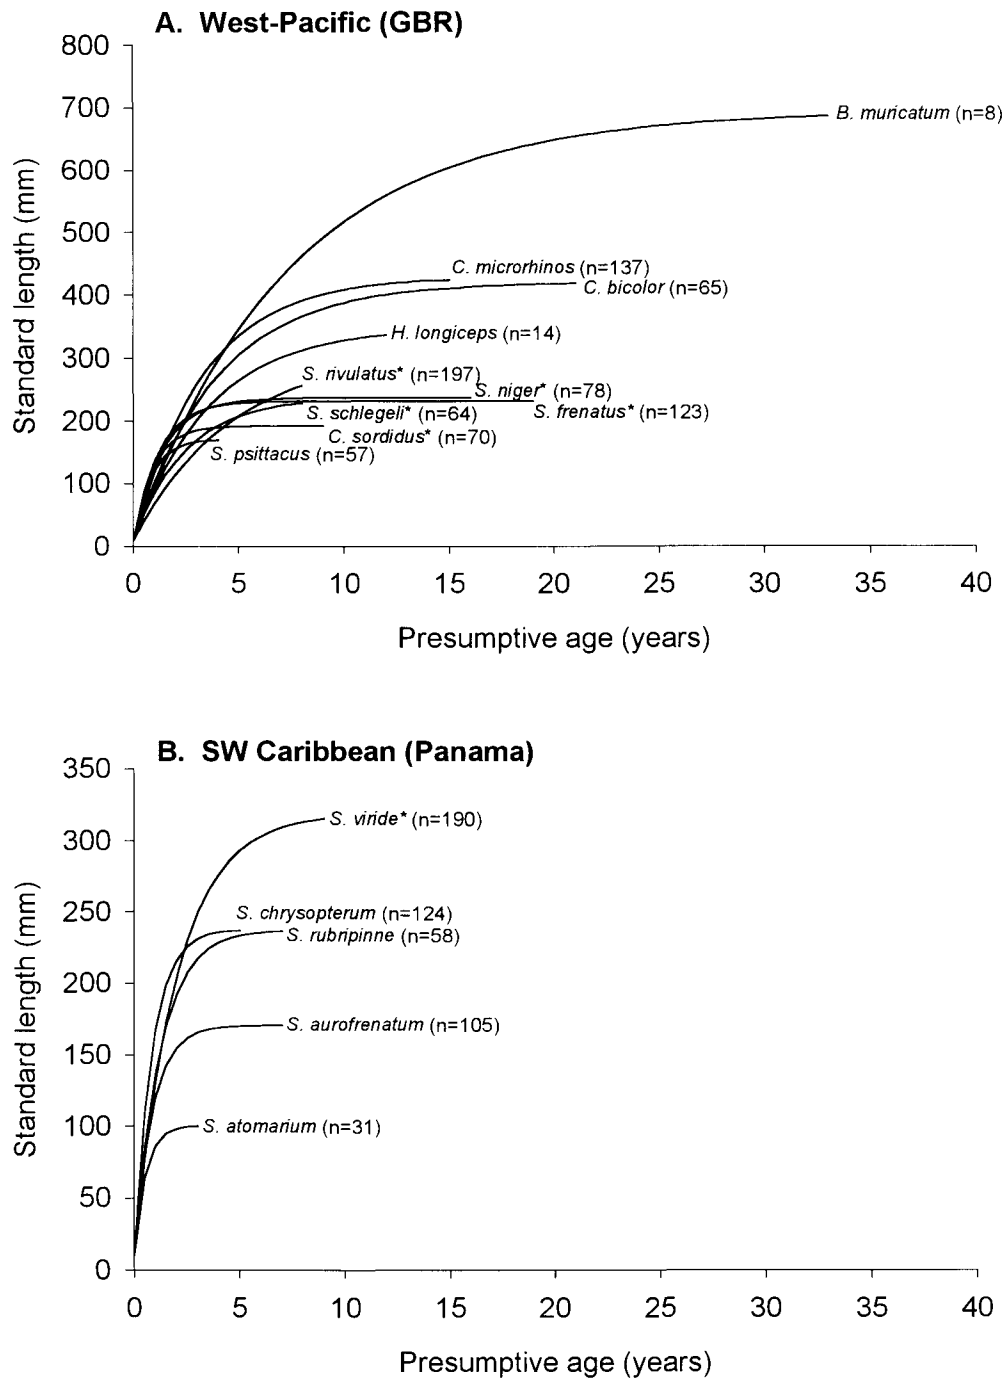 A. West-Pacific (GBR)
800
700
600
500
400
300
200
100
0
Standard length (mm)
B. muricatum (n=8)
C. microrhinos (n=137)
C. bicolor (n=65)
H. longiceps (n=14)
S. rivulatus* (n=197)
S. niger* (n=78)
S. frenatus* (n=123)
S. schlegeli* (n=64)
C. sordidus* (n=70)
S. psittacus (n=57)
0 5 10 15 20 25 30 35 40
Presumptive age (years)
B. SW Caribbean (Panama)
350
300
250
200
150
100
50
0
Standard length (mm)
S. viride* (n=190)
S. chrysopterum (n=124)
S. rubripinne (n=58)
S. aurofrenatum (n=105)
S. atomarium (n=31)
0 5 10 15 20 25 30 35 40
Presumptive age (years)